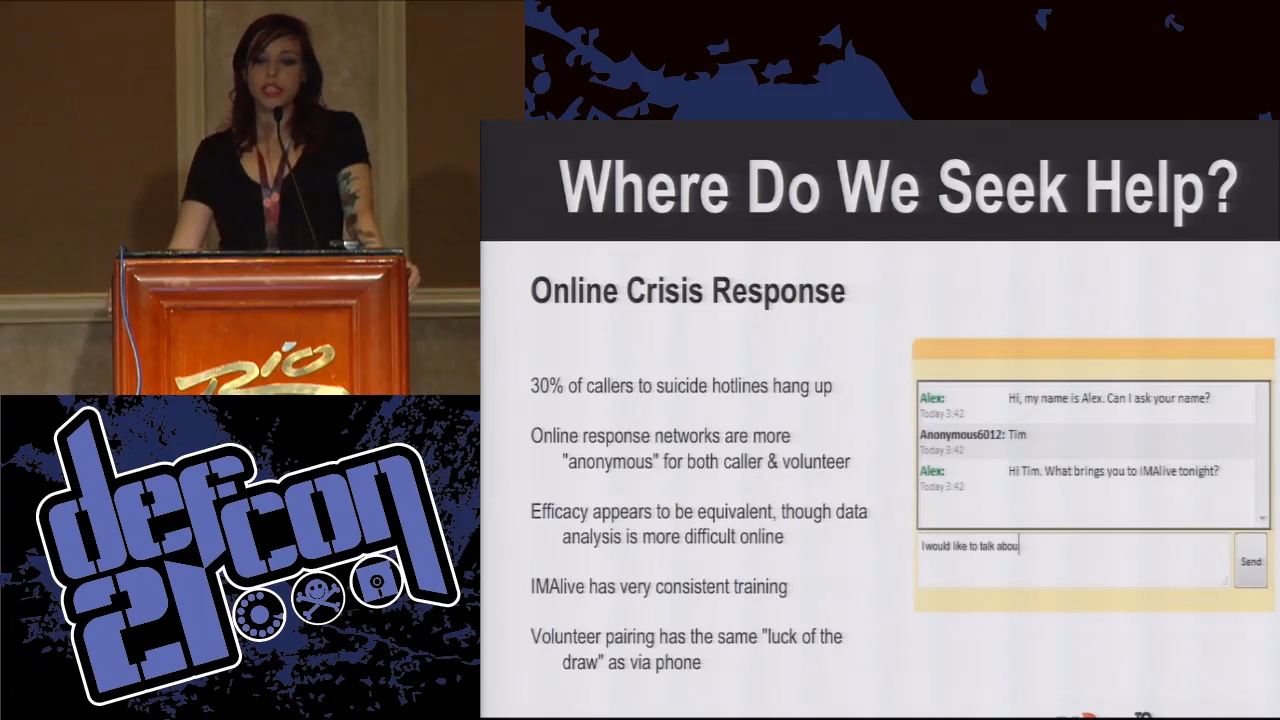 Where Do We Seek Help?
Online Crisis Response
30% of callers to suicide hotlines hang up
Online response networks are more
"anonymous" for both caller & volunteer
Efficacy appears to be equivalent, though data
analysis is more difficult online
IMAlive has very consistent training
Volunteer pairing has the same "luck of the
draw" as via phone
Alex: Hi, my name is Alex. Can I ask your name?
Today 3:42
Anonymous6012: Tim
Today 3:42
Alex: Hi Tim. What brings you to IMAlive tonight?
Today 3:42
I would like to talk abou
Send
Rio
defcon
21